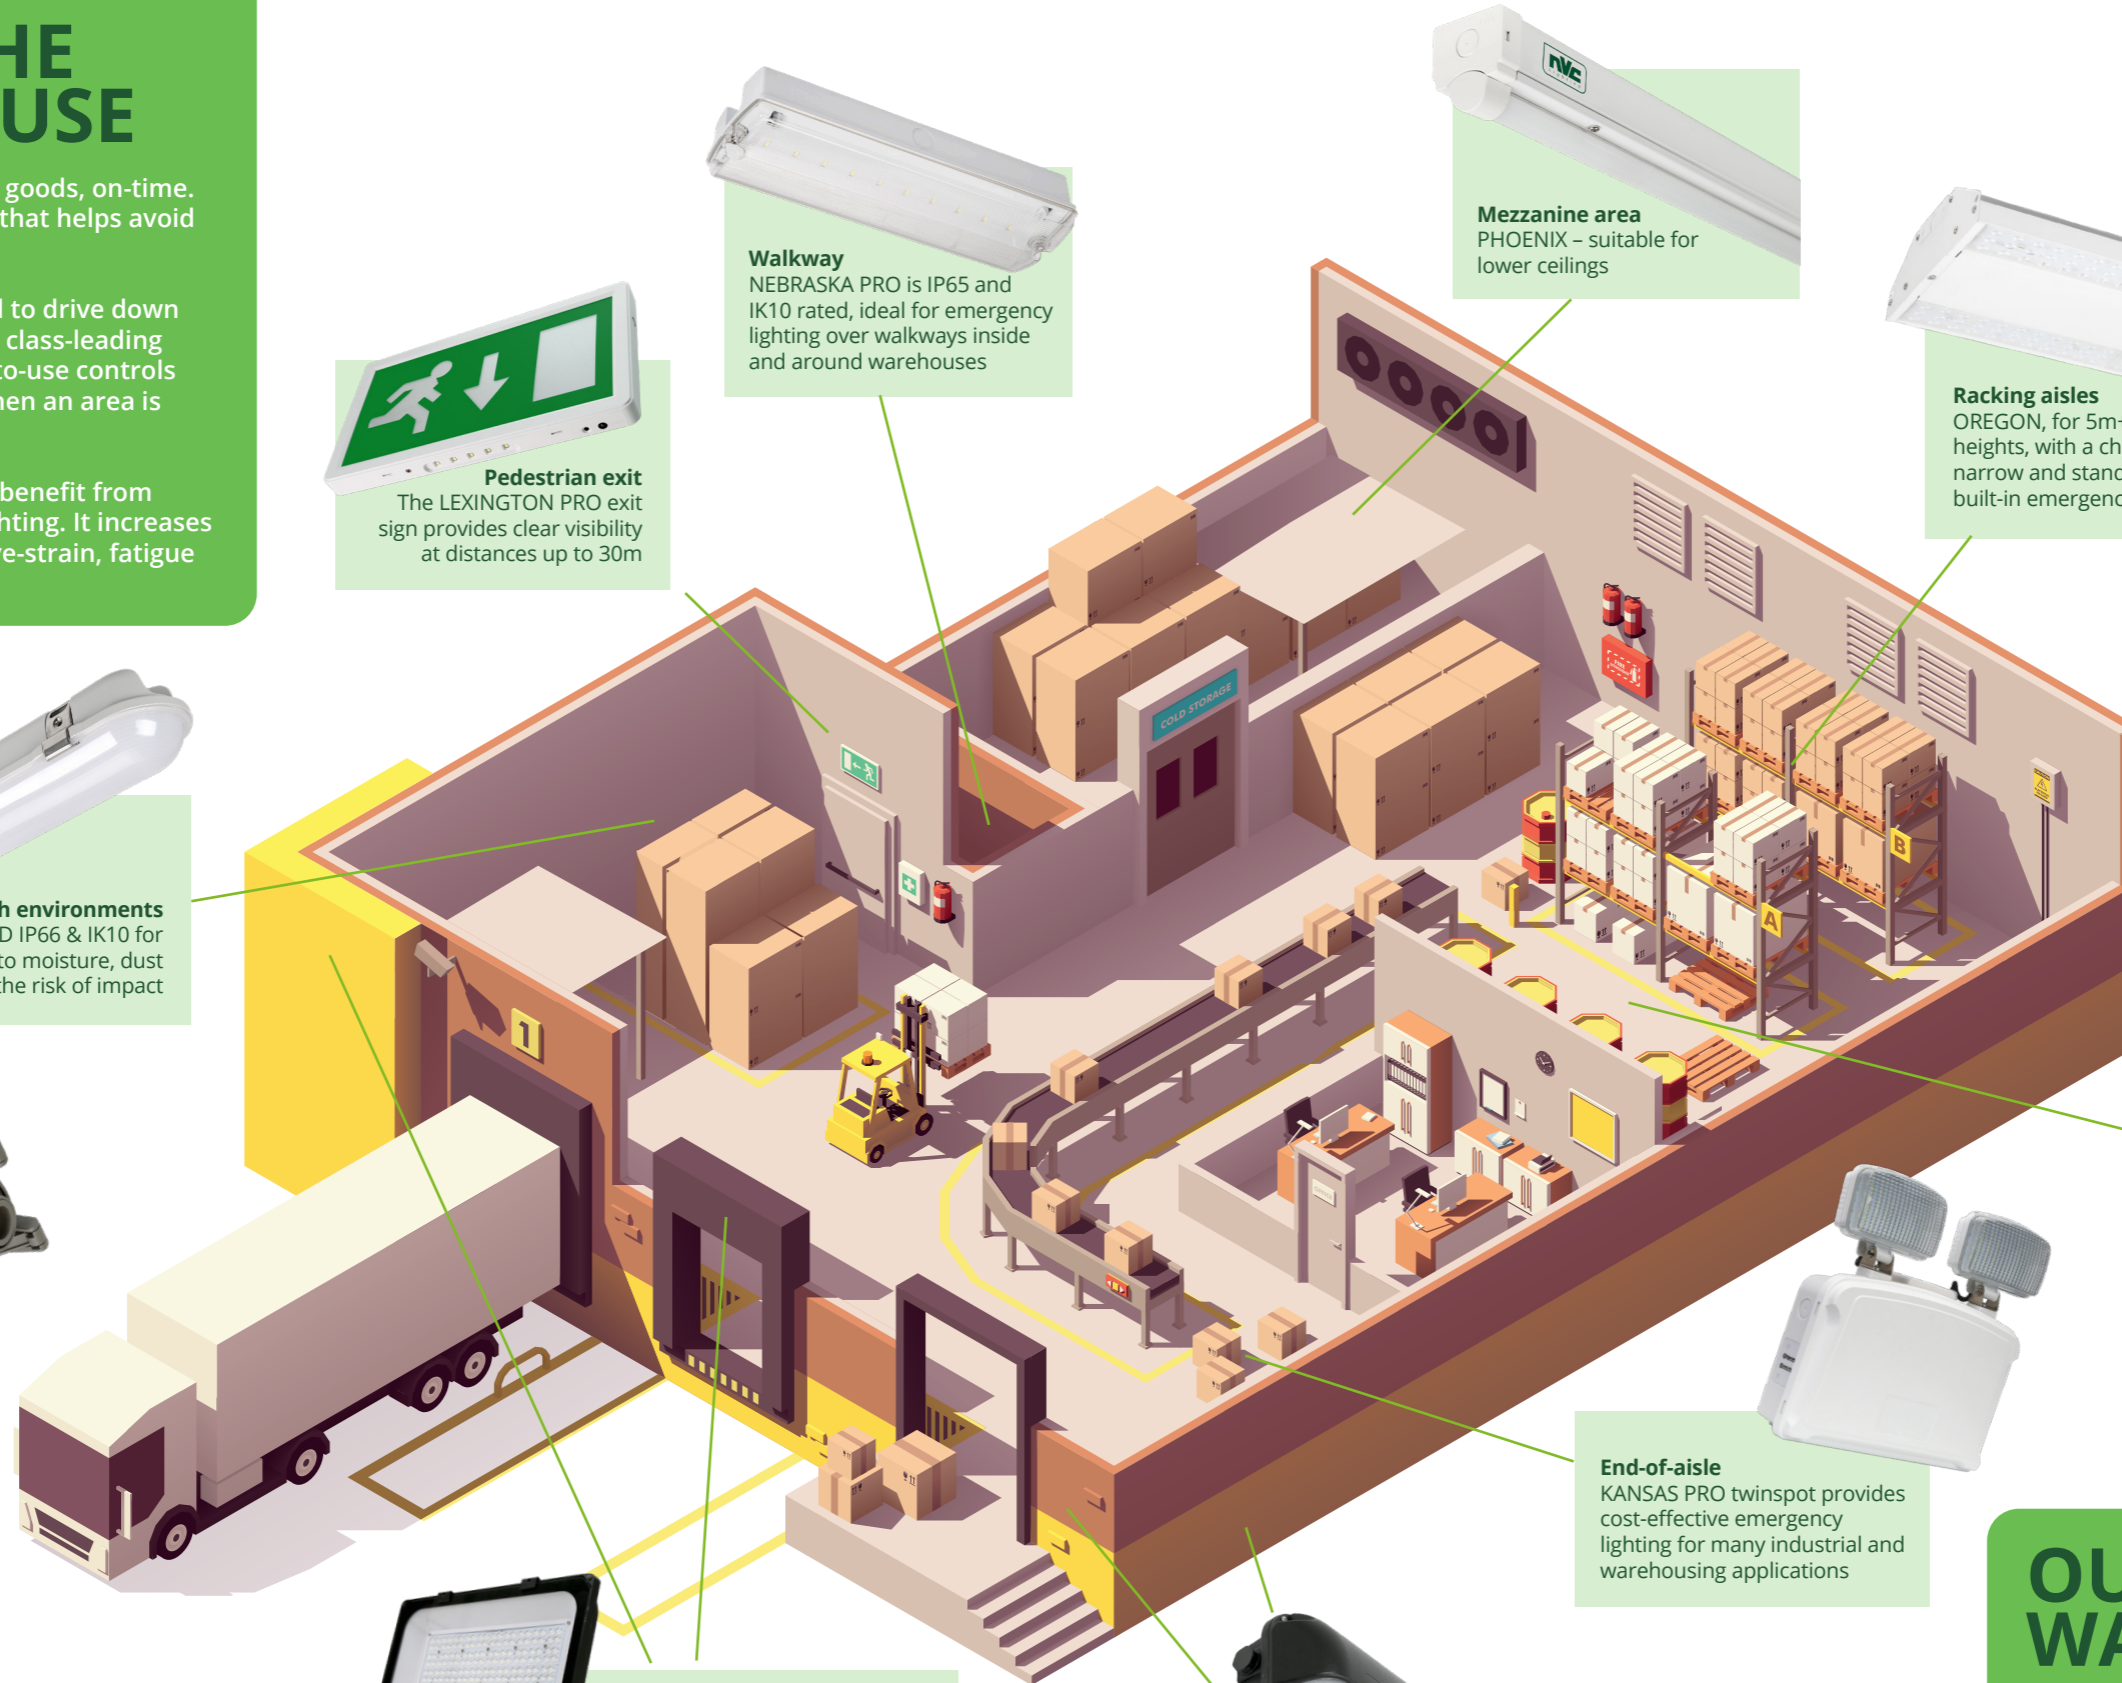 HE
USE
goods, on-time.
that helps avoid
to drive down
class-leading
to-use controls
hen an area is
benefit from
hting. It increases
e-strain, fatigue
nvc
Walkway
NEBRASKA PRO is IP65 and
IK10 rated, ideal for emergency
lighting over walkways inside
and around warehouses
Mezzanine area
PHOENIX – suitable for
lower ceilings
Racking aisles
OREGON, for 5m+
heights, with a ch
narrow and stand
built-in emergenc
Pedestrian exit
The LEXINGTON PRO exit
sign provides clear visibility
at distances up to 30m
COLD STORAGE
FIRE
B
A
h environments
D IP66 & IK10 for
to moisture, dust
the risk of impact
1
End-of-aisle
KANSAS PRO twinspot provides
cost-effective emergency
lighting for many industrial and
warehousing applications
OU
WA